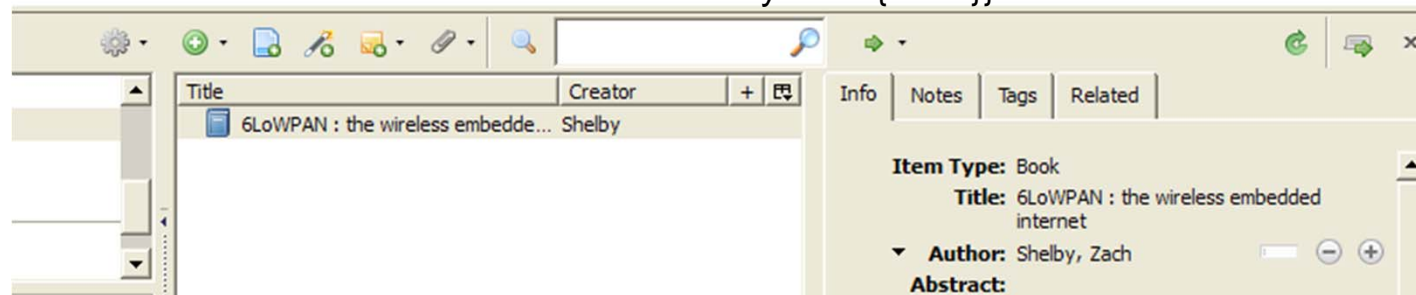 Title Creator +
6LoWPAN : the wireless embedde... Shelby
Info Notes Tags Related
Item Type: Book
Title: 6LoWPAN : the wireless embedded
internet
Author: Shelby, Zach
Abstract: